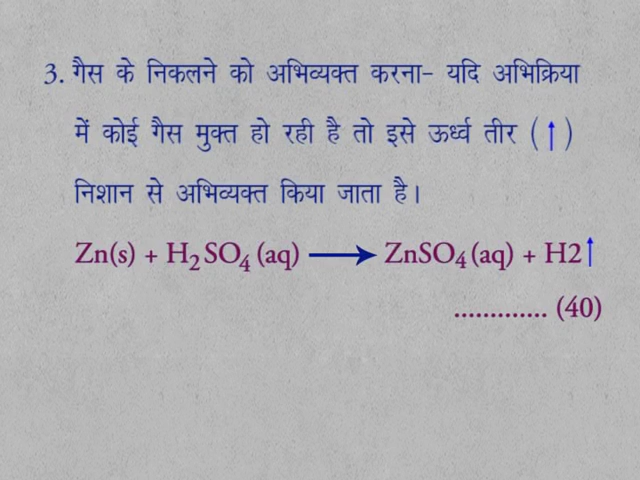 3. गैस के निकलने को अभिव्यक्त करना- यदि अभिक्रिया
में कोई गैस मुक्त हो रही है तो इसे ऊर्ध्व तीर (↑)
निशान से अभिव्यक्त किया जाता है।
Zn(s) + H₂SO₄(aq) ⟶ ZnSO₄(aq) + H2↑
............. (40)